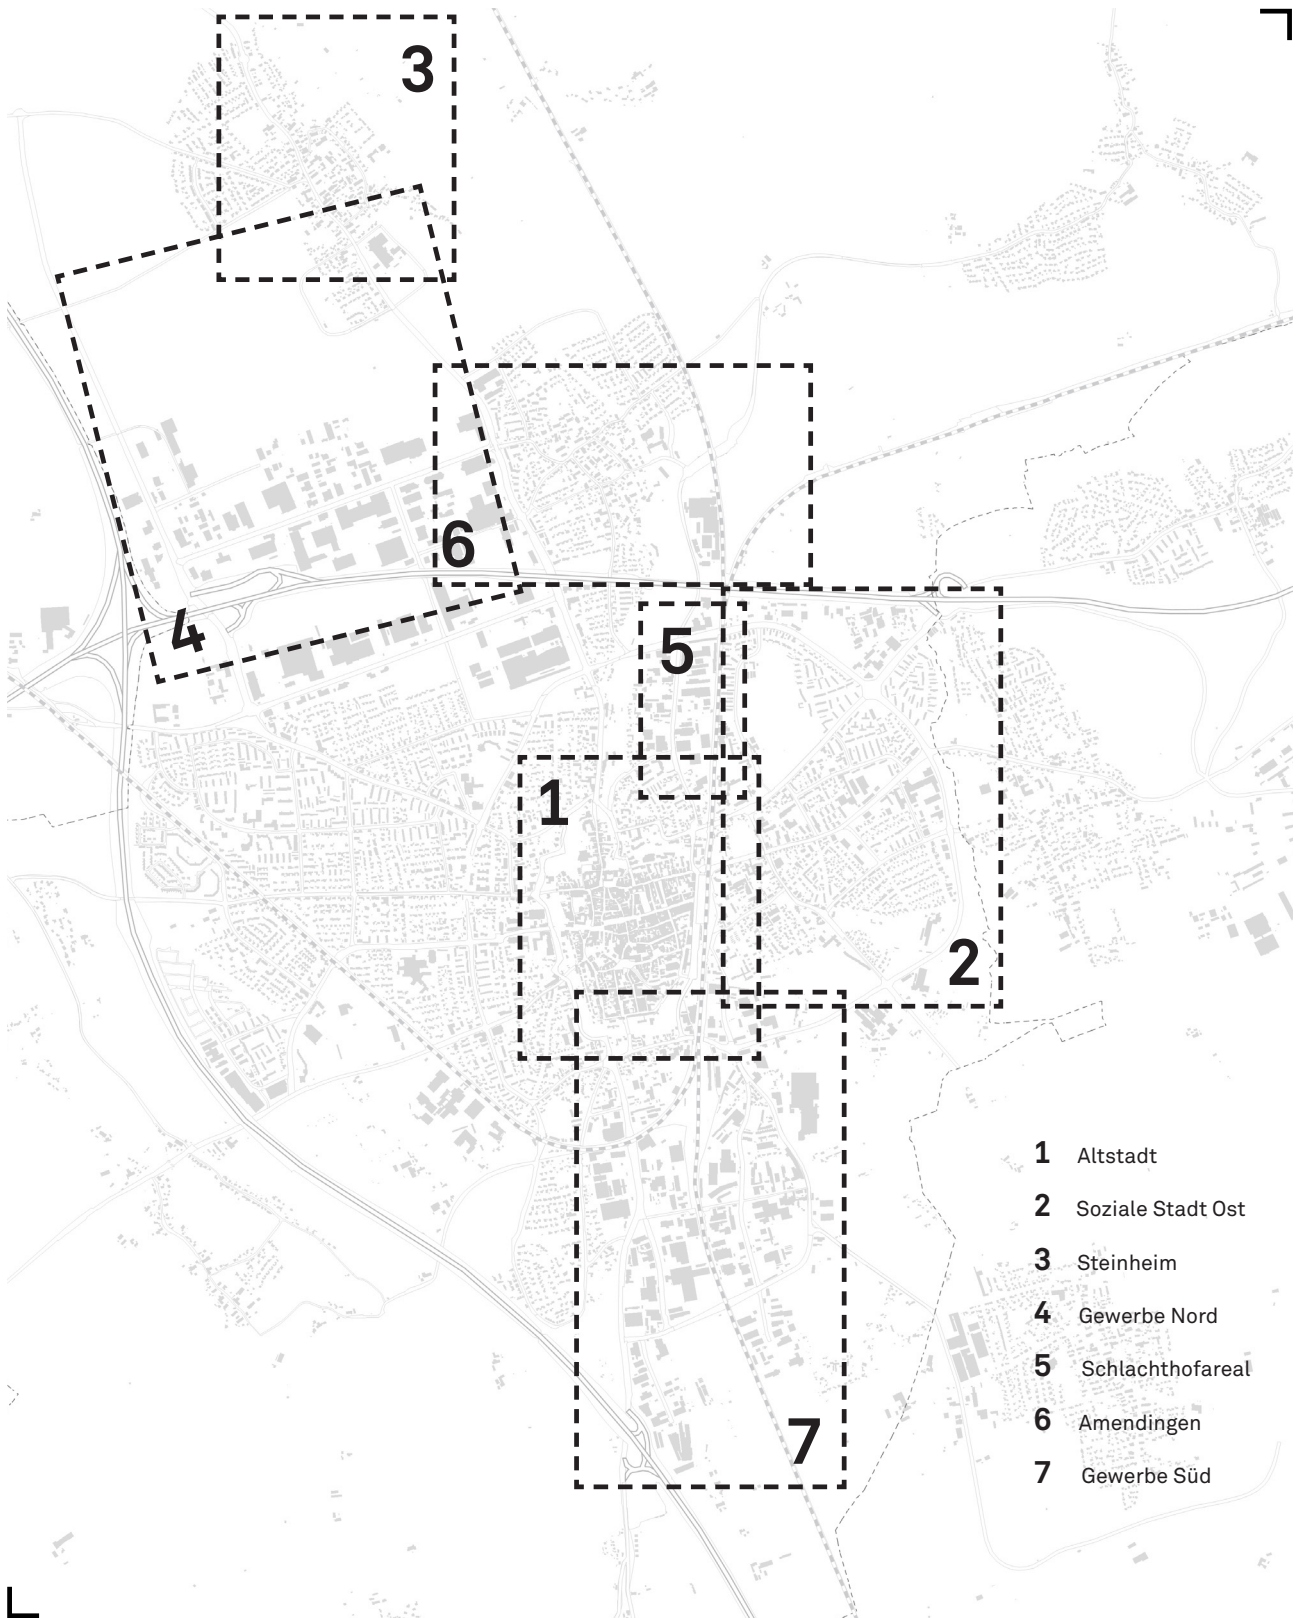 3
6
4
5
1
2
7
1 Altstadt
2 Soziale Stadt Ost
3 Steinheim
4 Gewerbe Nord
5 Schlachthofareal
6 Amendingen
7 Gewerbe Süd